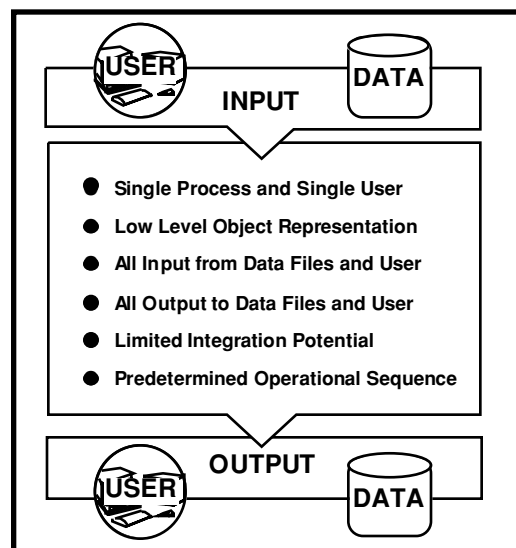 USER
DATA
INPUT
● Single Process and Single User
● Low Level Object Representation
● All Input from Data Files and User
● All Output to Data Files and User
● Limited Integration Potential
● Predetermined Operational Sequence
OUTPUT
USER
DATA